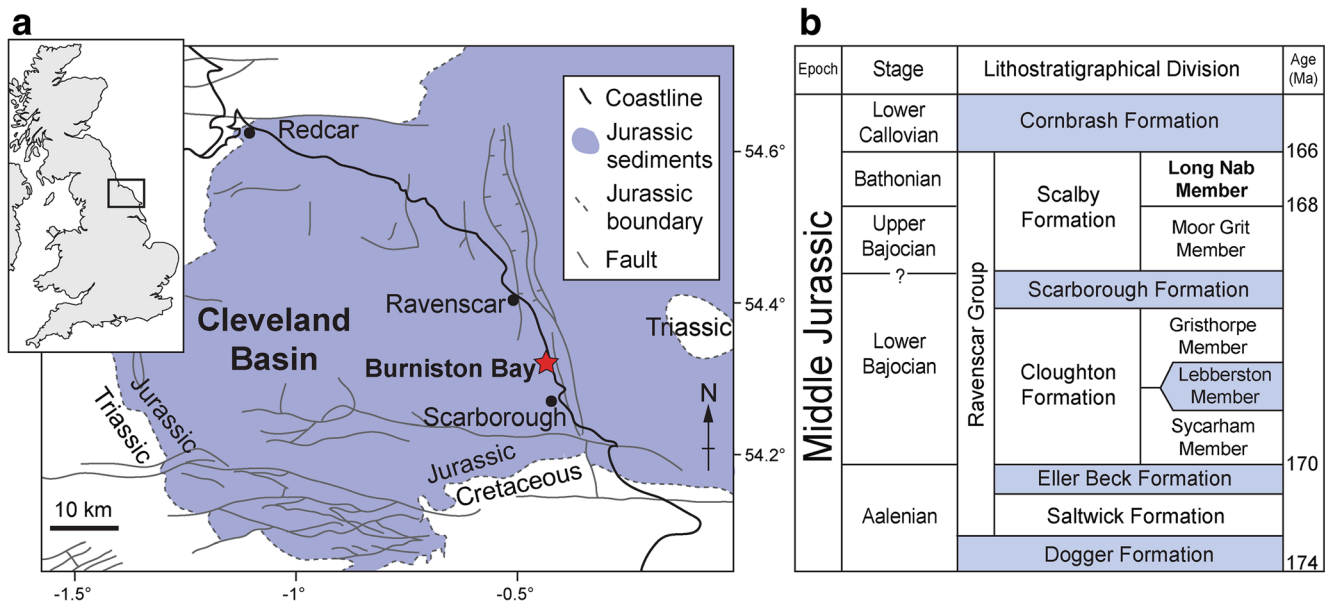 a
Redcar
Coastline
Jurassic
sediments
Jurassic
boundary
Fault
54.6°
Ravenscar
54.4°
Cleveland
Basin
Triassic
Burniston Bay
Scarborough
N
Jurassic
Triassic
Jurassic
Cretaceous
54.2°
10 km
-1.5°
-1°
-0.5°
b
Epoch
Stage
Lithostratigraphical Division
Age
(Ma)
Middle Jurassic
Lower
Callovian
Cornbrash Formation
166
Bathonian
Ravenscar Group
Scalby
Formation
Long Nab
Member
168
Upper
Bajocian
Moor Grit
Member
?
Scarborough Formation
Lower
Bajocian
Cloughton
Formation
Gristhorpe
Member
Lebberston
Member
Sycarham
Member
170
Aalenian
Eller Beck Formation
Saltwick Formation
Dogger Formation
174